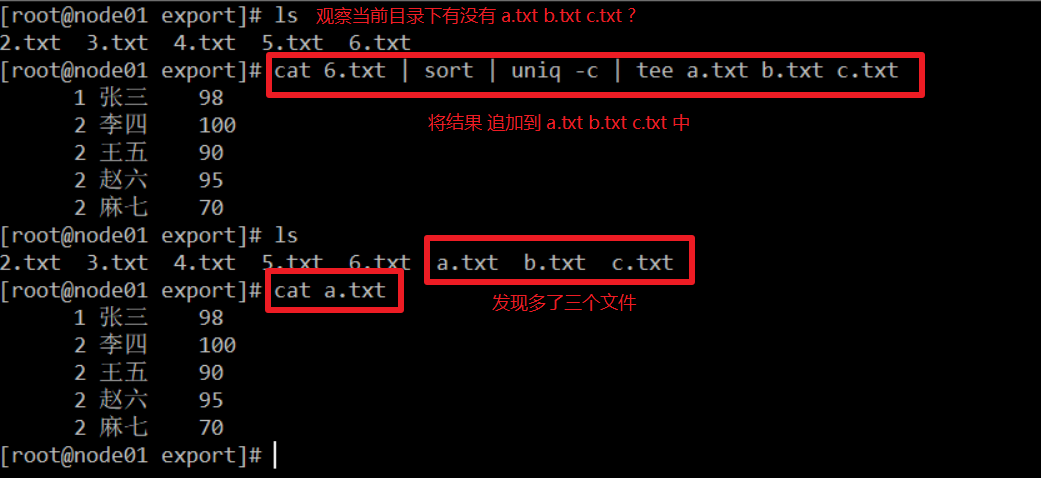 [root@node01 export]# ls 观察当前目录下有没有 a.txt b.txt c.txt ?
2.txt 3.txt 4.txt 5.txt 6.txt
[root@node01 export]# cat 6.txt | sort | uniq -c | tee a.txt b.txt c.txt
1 张三 98
将结果 追加到 a.txt b.txt c.txt 中
2 李四 100
2 王五 90
2 赵六 95
2 麻七 70
[root@node01 export]# ls
2.txt 3.txt 4.txt 5.txt 6.txt a.txt b.txt c.txt
[root@node01 export]# cat a.txt
发现多了三个文件
1 张三 98
2 李四 100
2 王五 90
2 赵六 95
2 麻七 70
[root@node01 export]#